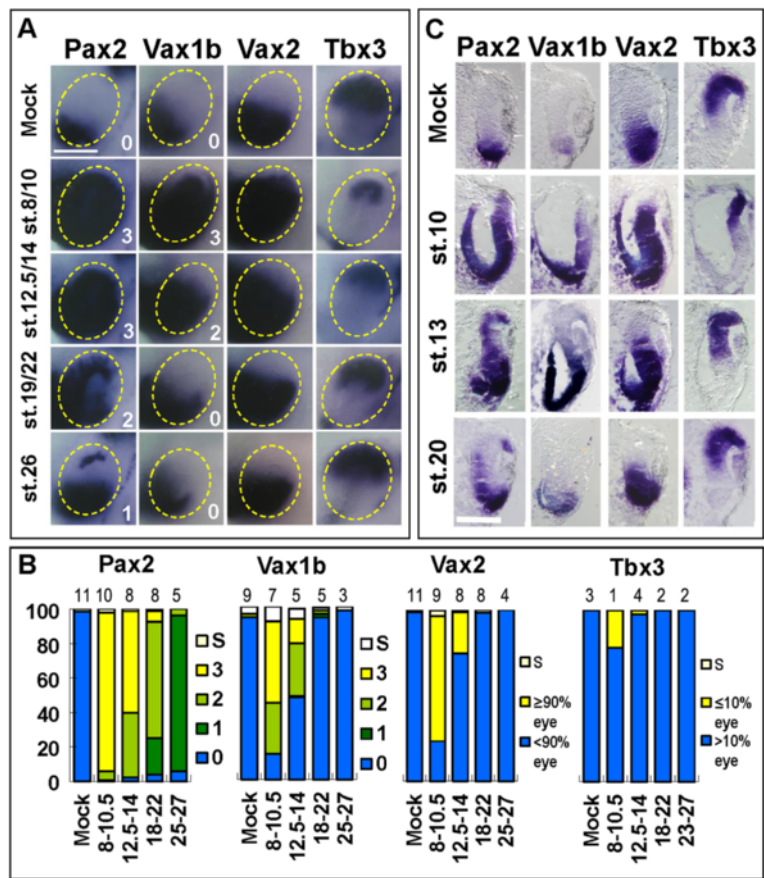 A
Pax2 Vax1b Vax2 Tbx3
Mock
0 0
st.8/10
3 3
st.12.5/14
3 2
st.19/22
2 0
st.26
1 0
C
Pax2 Vax1b Vax2 Tbx3
Mock
st.10
st.13
st.20
B
Pax2
11 10 8 8 5
100
80
60
40
20
0
S
3
2
1
0
Mock
8-10.5
12.5-14
18-22
25-27
Vax1b
9 7 5 5 3
S
3
2
1
0
Mock
8-10.5
12.5-14
18-22
25-27
Vax2
11 9 8 8 4
S
≥90%
eye
<90%
eye
Mock
8-10.5
12.5-14
18-22
25-27
Tbx3
3 1 4 2 2
S
≤10%
eye
>10%
eye
Mock
8-10.5
12.5-14
18-22
23-27